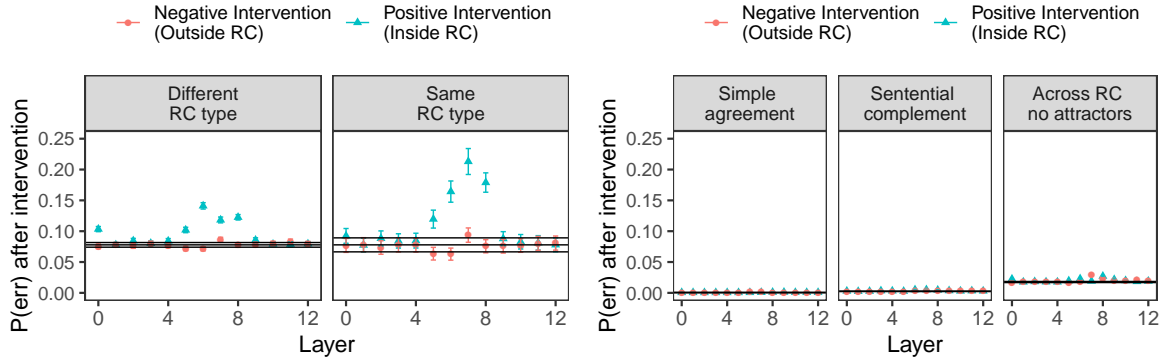 Negative Intervention
(Outside RC)
Positive Intervention
(Inside RC)
Different
RC type
Same
RC type
P(err) after intervention
0.25
0.20
0.15
0.10
0.05
0.00
0 4 8 12 0 4 8 12
Layer
Negative Intervention
(Outside RC)
Positive Intervention
(Inside RC)
Simple
agreement
Sentential
complement
Across RC
no attractors
P(err) after intervention
0.25
0.20
0.15
0.10
0.05
0.00
0 4 8 12 0 4 8 12 0 4 8 12
Layer